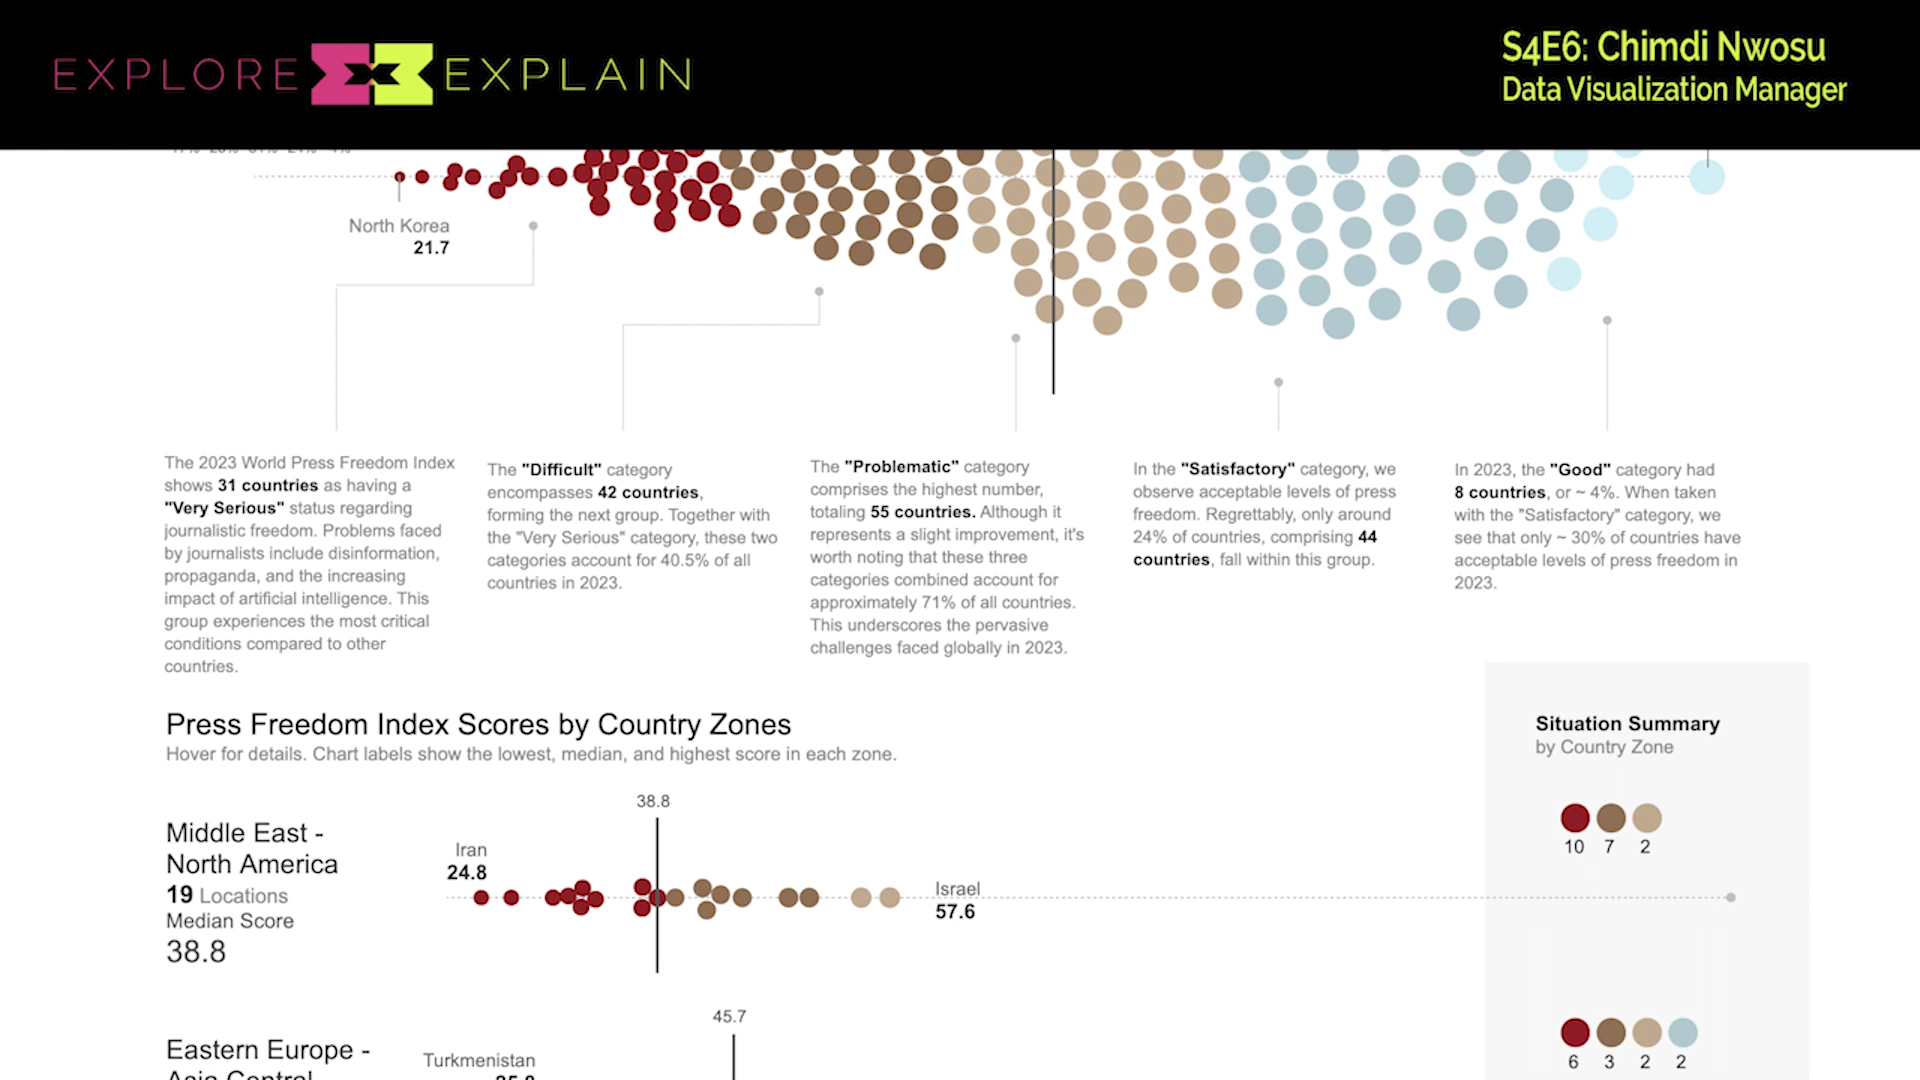 EXPLORE EXPLAIN
S4E6: Chimdi Nwosu
Data Visualization Manager
North Korea
21.7
The 2023 World Press Freedom Index
shows 31 countries as having a
"Very Serious" status regarding
journalistic freedom. Problems faced
by journalists include disinformation,
propaganda, and the increasing
impact of artificial intelligence. This
group experiences the most critical
conditions compared to other
countries.
The "Difficult" category
encompasses 42 countries,
forming the next group. Together with
the "Very Serious" category, these two
categories account for 40.5% of all
countries in 2023.
The "Problematic" category
comprises the highest number,
totaling 55 countries. Although it
represents a slight improvement, it's
worth noting that these three
categories combined account for
approximately 71% of all countries.
This underscores the pervasive
challenges faced globally in 2023.
In the "Satisfactory" category, we
observe acceptable levels of press
freedom. Regrettably, only around
24% of countries, comprising 44
countries, fall within this group.
In 2023, the "Good" category had
8 countries, or ~ 4%. When taken
with the "Satisfactory" category, we
see that only ~ 30% of countries have
acceptable levels of press freedom in
2023.
Press Freedom Index Scores by Country Zones
Hover for details. Chart labels show the lowest, median, and highest score in each zone.
Situation Summary
by Country Zone
38.8
Middle East -
North America
19 Locations
Median Score
38.8
Iran
24.8
Israel
57.6
10 7 2
45.7
Eastern Europe -
Turkmenistan
6 3 2 2